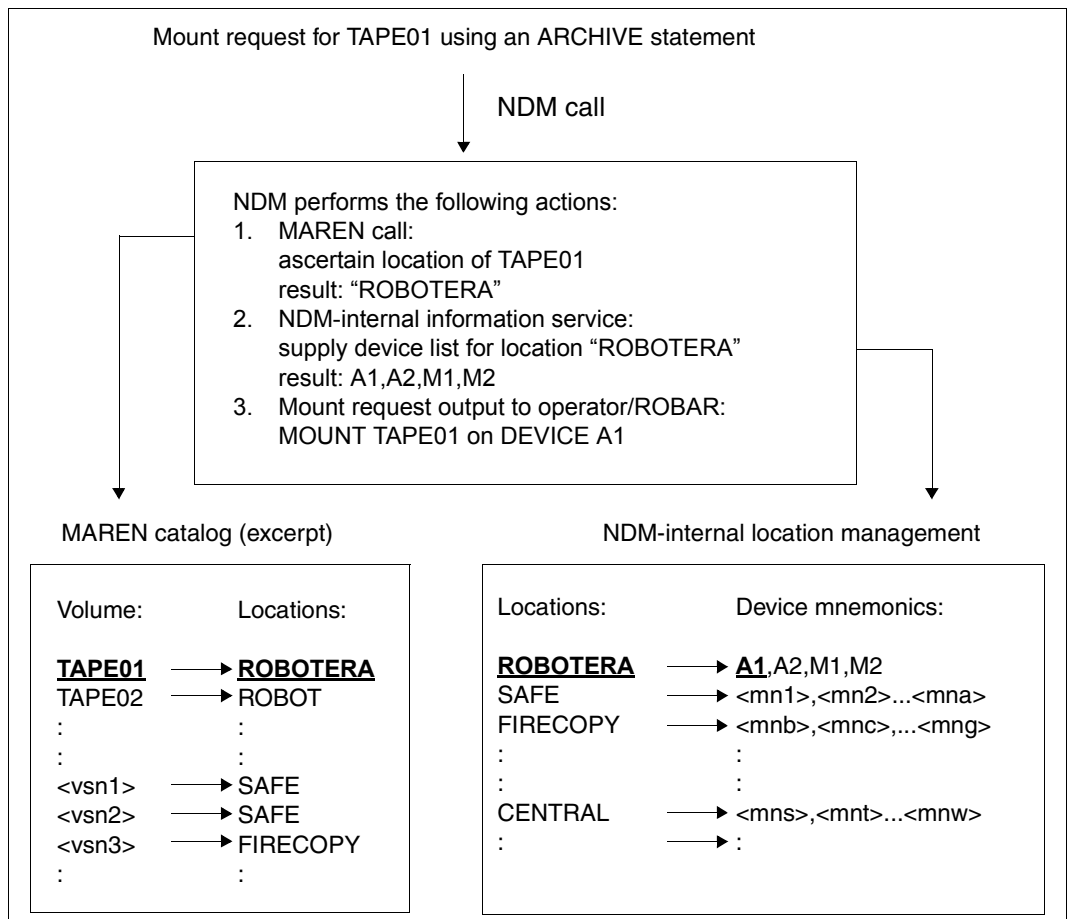 Mount request for TAPE01 using an ARCHIVE statement
NDM call
NDM performs the following actions:
1. MAREN call:
ascertain location of TAPE01
result: “ROBOTERA”
2. NDM-internal information service:
supply device list for location “ROBOTERA”
result: A1,A2,M1,M2
3. Mount request output to operator/ROBAR:
MOUNT TAPE01 on DEVICE A1
MAREN catalog (excerpt)
Volume: Locations:
TAPE01 ROBOTERA
TAPE02 ROBOT
: :
: :
<vsn1> SAFE
<vsn2> SAFE
<vsn3> FIRECOPY
: :
NDM-internal location management
Locations: Device mnemonics:
ROBOTERA A1,A2,M1,M2
SAFE <mn1>,<mn2>...<mna>
FIRECOPY <mnb>,<mnc>,...<mng>
: :
: :
CENTRAL <mns>,<mnt>...<mnw>
: :